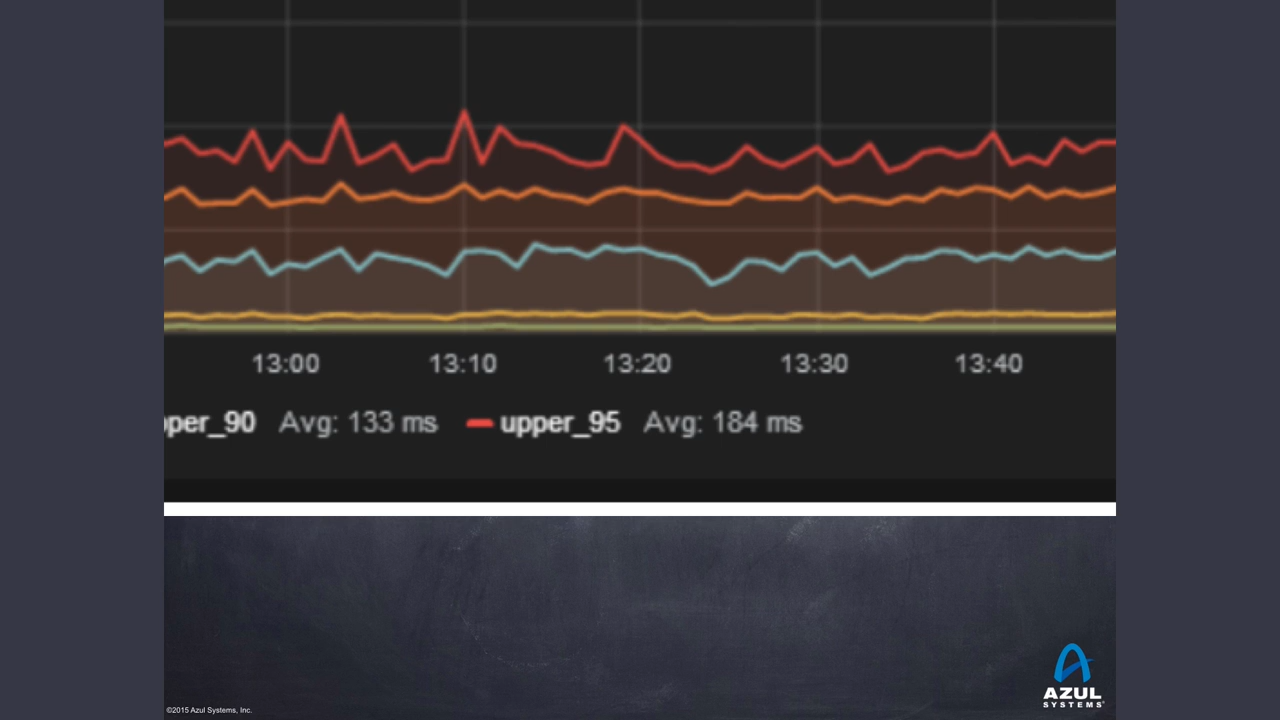 13:00 13:10 13:20 13:30 13:40
per_90 Avg: 133 ms upper_95 Avg: 184 ms
©2015 Azul Systems, Inc.
AZUL
SYSTEMS